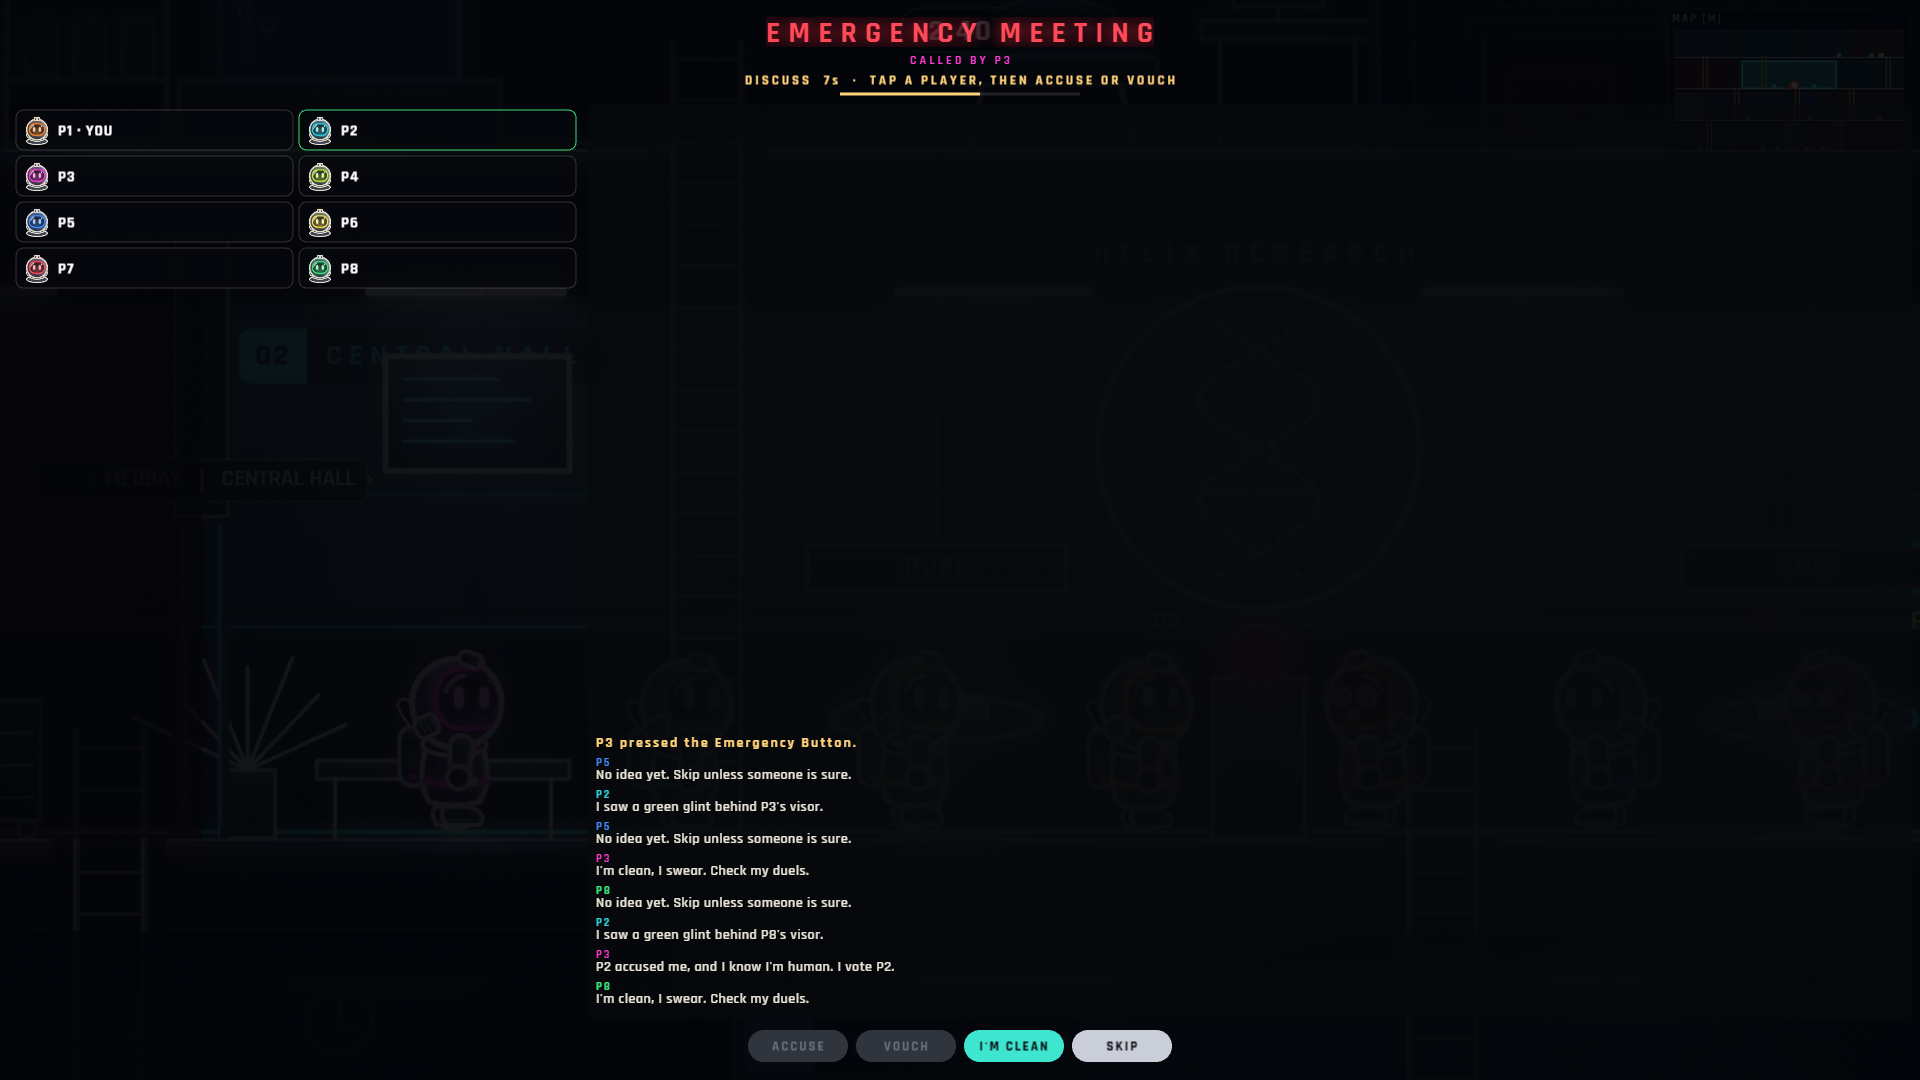 EMERGENCY MEETING
CALLED BY P3
DISCUSS 7s · TAP A PLAYER, THEN ACCUSE OR VOUCH
MAP [M]
P1 · YOU
P2
P3
P4
P5
P6
P7
P8
HELIX RESEARCH
02 CENTRAL HALL
‹ MEDBAY | CENTRAL HALL ›
DUEL
DUEL
P2
P3 pressed the Emergency Button.
P5
No idea yet. Skip unless someone is sure.
P2
I saw a green glint behind P3's visor.
P5
No idea yet. Skip unless someone is sure.
P3
I'm clean, I swear. Check my duels.
P8
No idea yet. Skip unless someone is sure.
P2
I saw a green glint behind P8's visor.
P3
P2 accused me, and I know I'm human. I vote P2.
P8
I'm clean, I swear. Check my duels.
ACCUSE
VOUCH
I'M CLEAN
SKIP